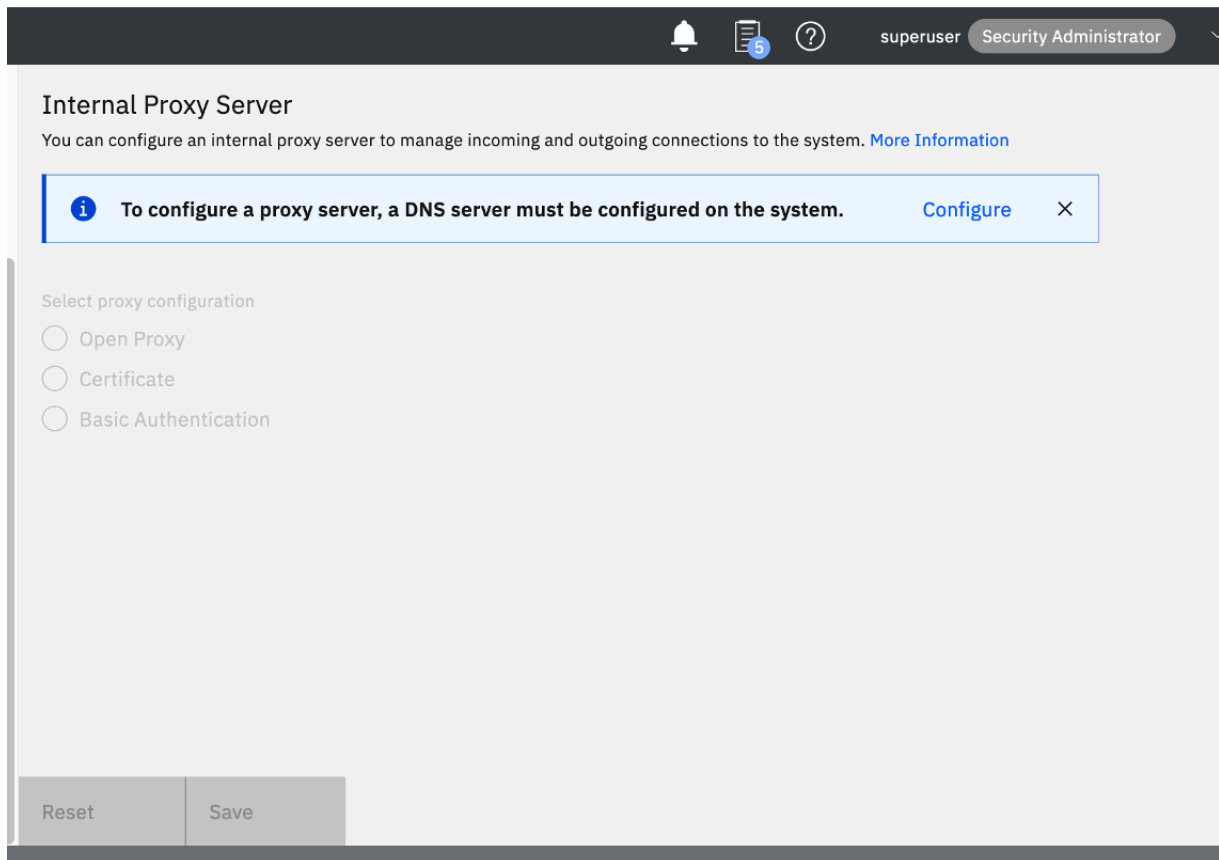 5
superuser Security Administrator
Internal Proxy Server
You can configure an internal proxy server to manage incoming and outgoing connections to the system. More Information
To configure a proxy server, a DNS server must be configured on the system. Configure
Select proxy configuration
Open Proxy
Certificate
Basic Authentication
Reset Save